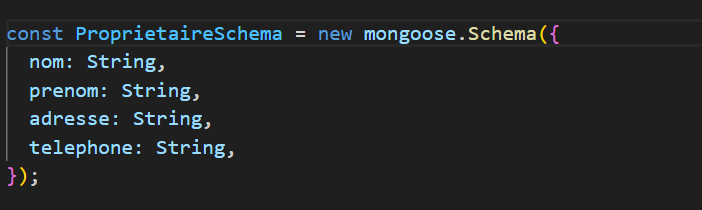 const ProprietaireSchema = new mongoose.Schema({
  nom: String,
  prenom: String,
  adresse: String,
  telephone: String,
});